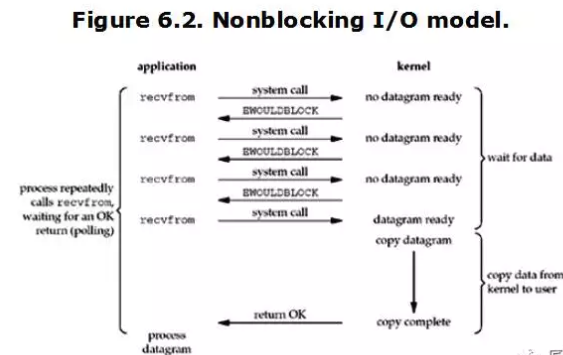 Figure 6.2. Nonblocking I/O model.
application
kernel
recvfrom
system call
no datagram ready
EWOULDBLOCK
recvfrom
system call
no datagram ready
EWOULDBLOCK
recvfrom
system call
no datagram ready
EWOULDBLOCK
recvfrom
system call
datagram ready
copy datagram
process repeatedly
calls recvfrom,
waiting for an OK
return (polling)
wait for data
copy data from
kernel to user
return OK
copy complete
process
datagram